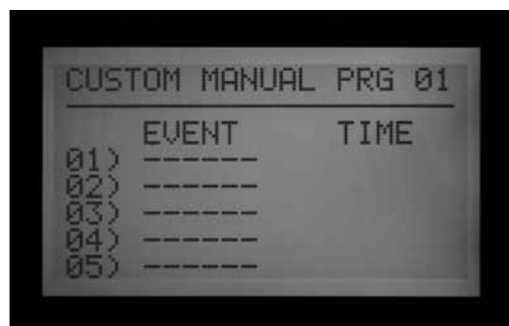 CUSTOM MANUAL PRG 01
EVENT TIME
01) ------
02) ------
03) ------
04) ------
05) ------